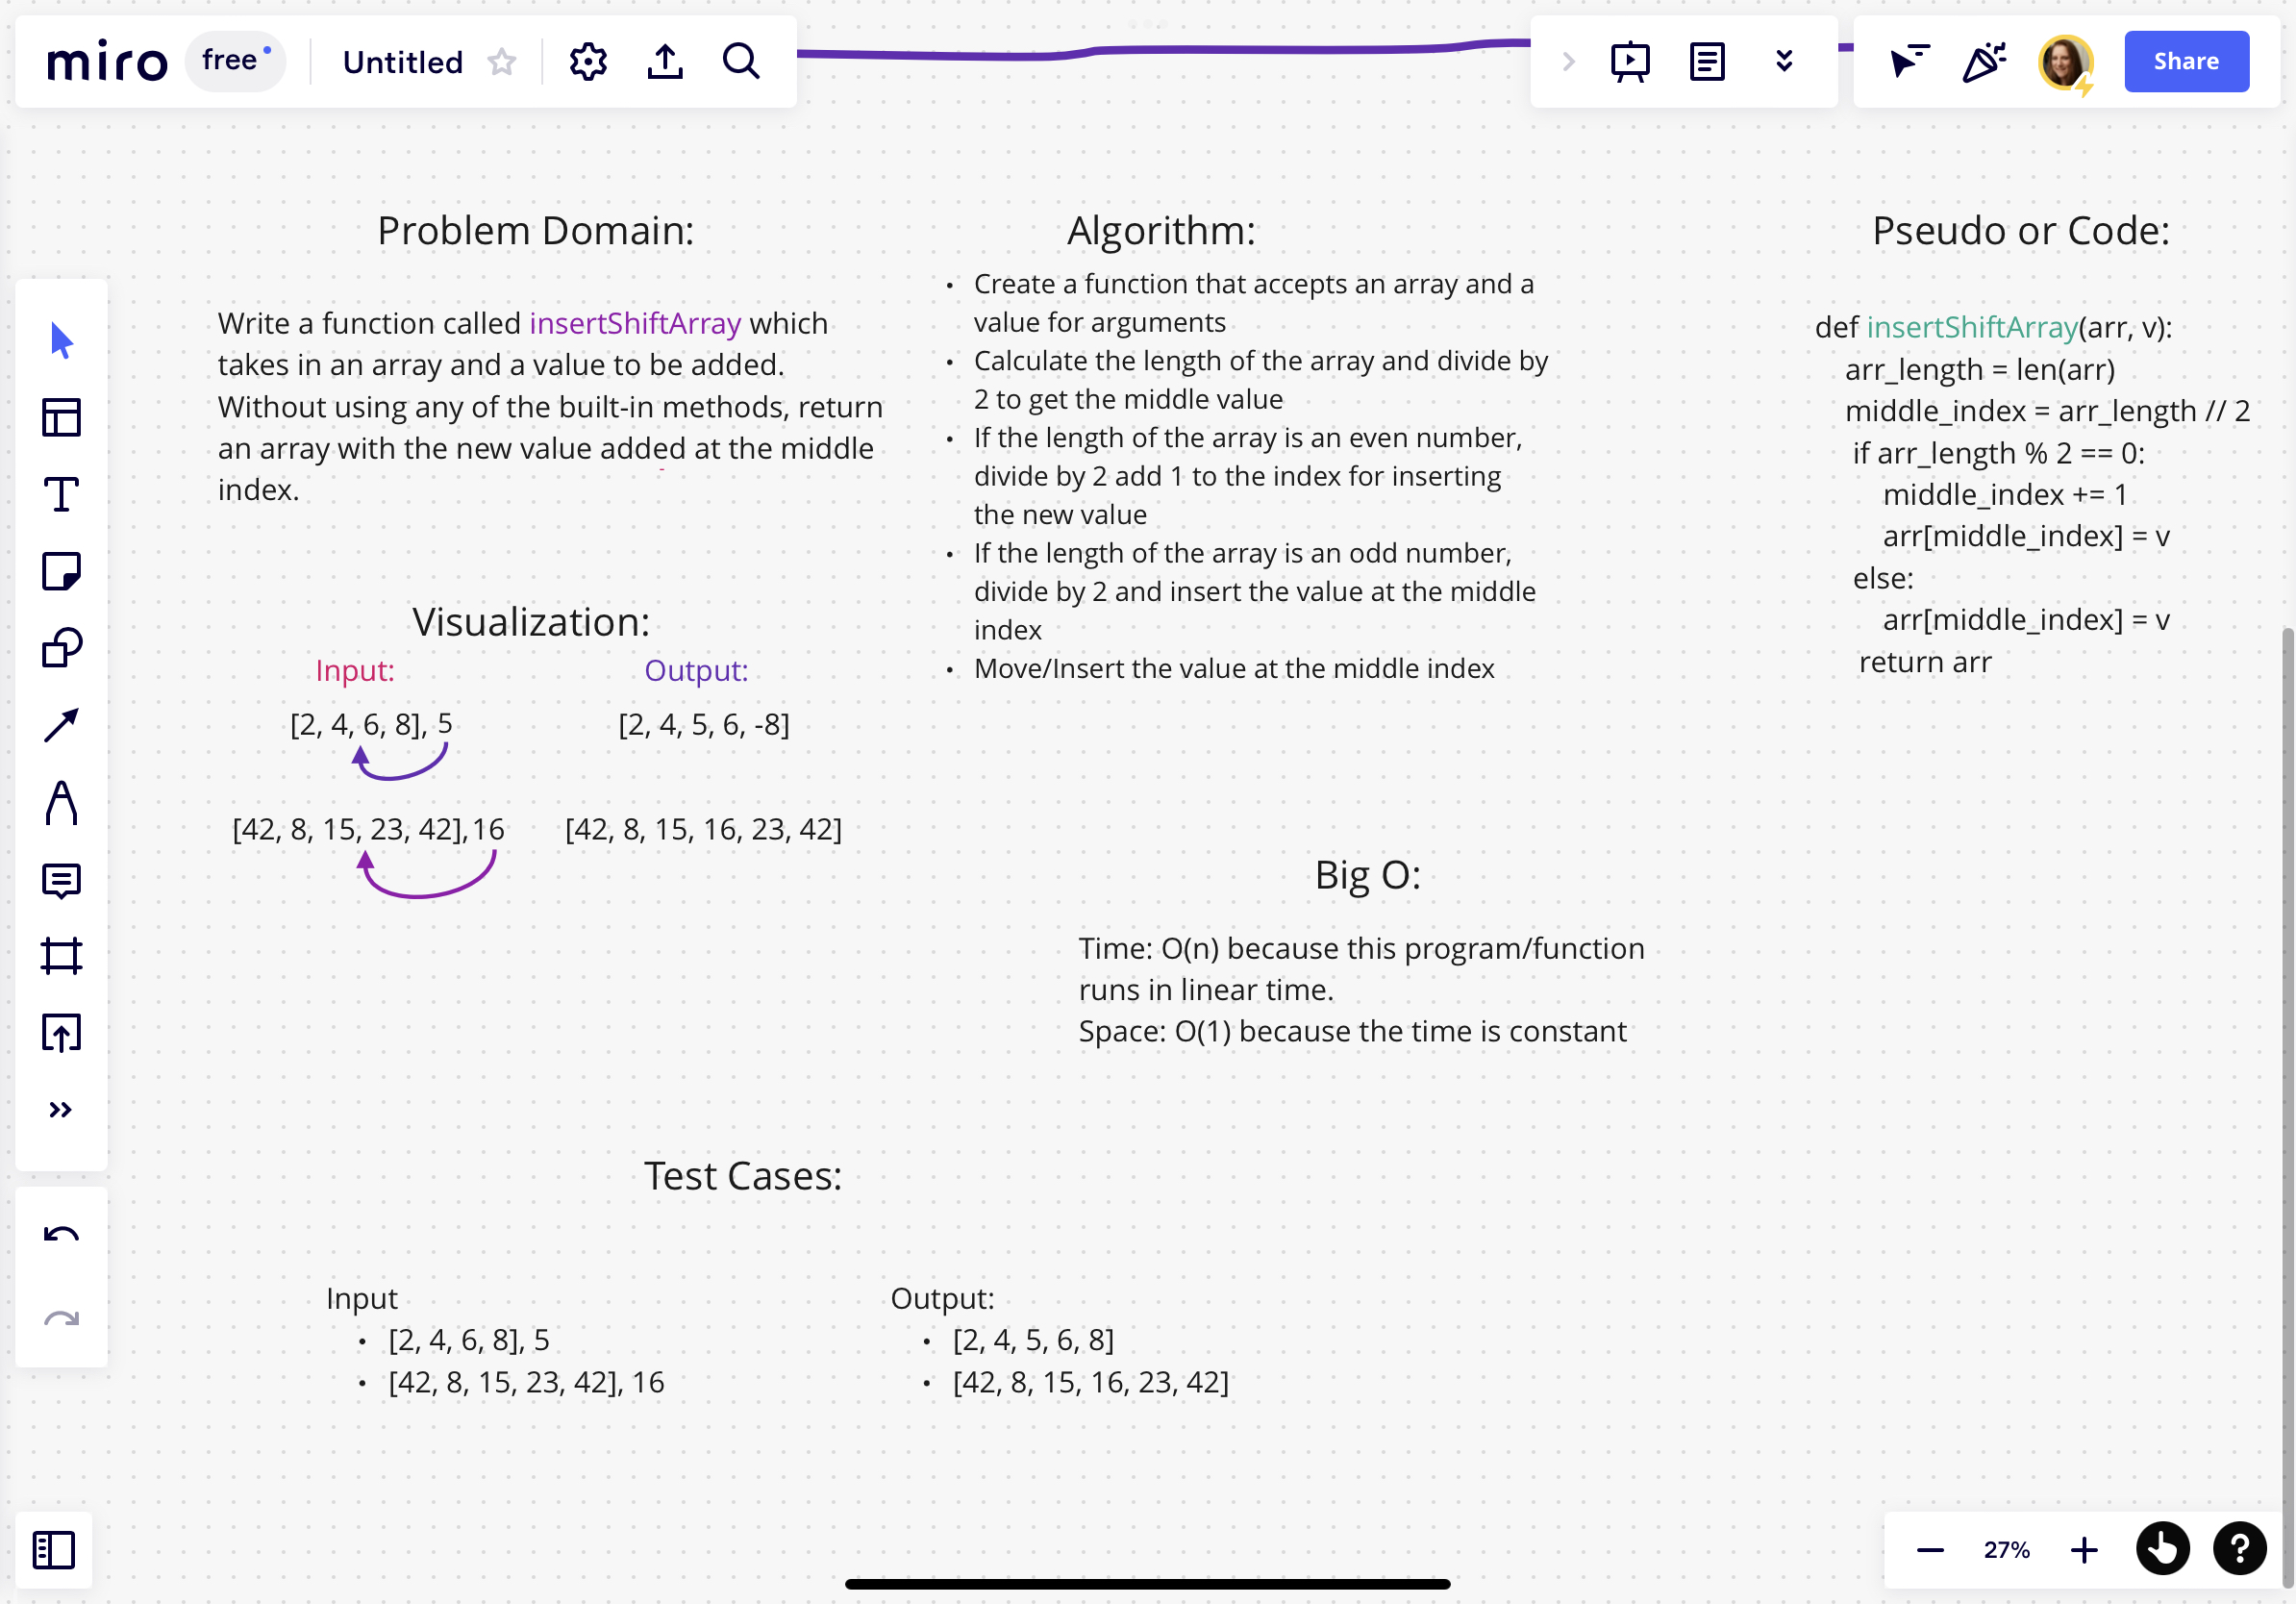 miro free Untitled Share
Problem Domain:
Write a function called insertShiftArray which
takes in an array and a value to be added.
Without using any of the built-in methods, return
an array with the new value added at the middle
index.
Visualization:
Input: Output:
[2, 4, 6, 8], 5 [2, 4, 5, 6, -8]
[42, 8, 15, 23, 42], 16 [42, 8, 15, 16, 23, 42]
Algorithm:
• Create a function that accepts an array and a
value for arguments
• Calculate the length of the array and divide by
2 to get the middle value
• If the length of the array is an even number,
divide by 2 add 1 to the index for inserting
the new value
• If the length of the array is an odd number,
divide by 2 and insert the value at the middle
index
• Move/Insert the value at the middle index
Pseudo or Code:
def insertShiftArray(arr, v):
arr_length = len(arr)
middle_index = arr_length // 2
if arr_length % 2 == 0:
middle_index += 1
arr[middle_index] = v
else:
arr[middle_index] = v
return arr
Big O:
Time: O(n) because this program/function
runs in linear time.
Space: O(1) because the time is constant
Test Cases:
Input
• [2, 4, 6, 8], 5
• [42, 8, 15, 23, 42], 16
Output:
• [2, 4, 5, 6, 8]
• [42, 8, 15, 16, 23, 42]
27%